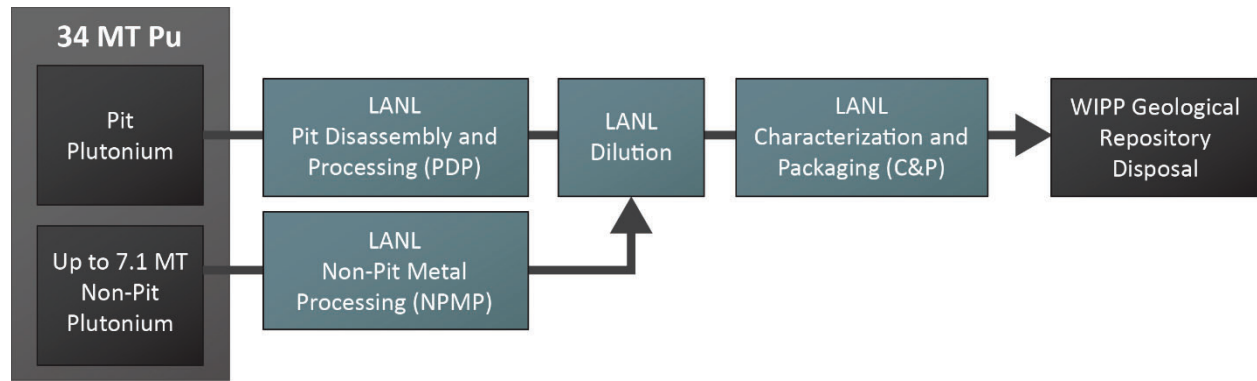 34 MT Pu
Pit
Plutonium
LANL
Pit Disassembly and
Processing (PDP)
LANL
Dilution
LANL
Characterization and
Packaging (C&P)
WIPP Geological
Repository
Disposal
Up to 7.1 MT
Non-Pit
Plutonium
LANL
Non-Pit Metal
Processing (NPMP)